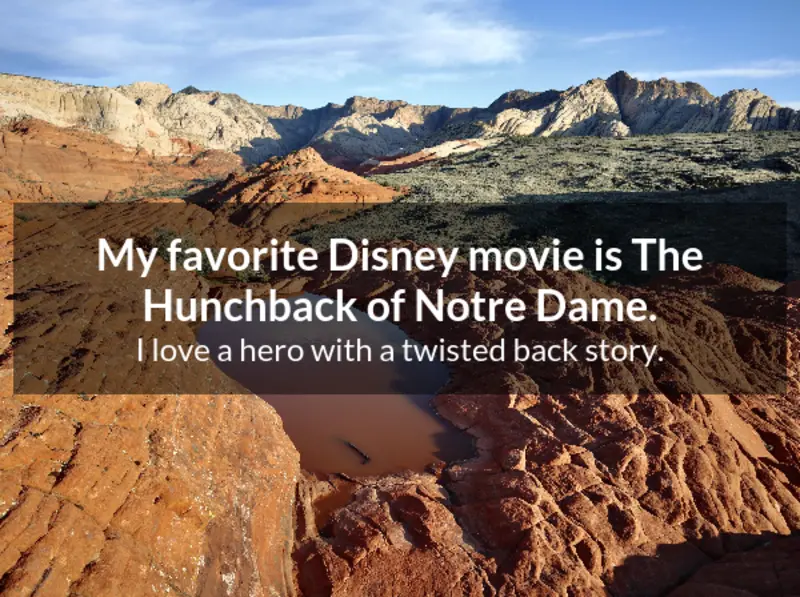 My favorite Disney movie is The
Hunchback of Notre Dame.
I love a hero with a twisted back story.